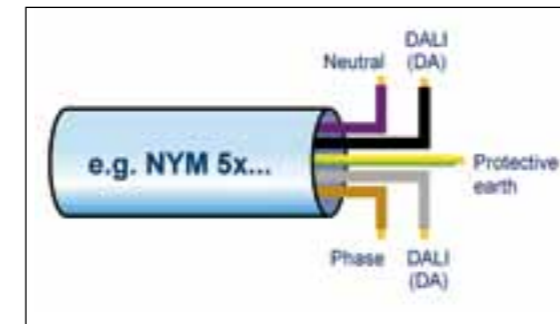 DALI
(DA)
Neutral
e.g. NYM 5x...
Protective
earth
Phase
DALI
(DA)